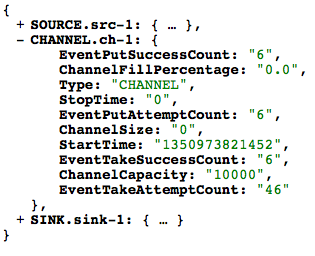 {
+ SOURCE.src-1: { … },
- CHANNEL.ch-1: {
EventPutSuccessCount: "6",
ChannelFillPercentage: "0.0",
Type: "CHANNEL",
StopTime: "0",
EventPutAttemptCount: "6",
ChannelSize: "0",
StartTime: "1350973821452",
EventTakeSuccessCount: "6",
ChannelCapacity: "10000",
EventTakeAttemptCount: "46"
},
+ SINK.sink-1: { … }
}